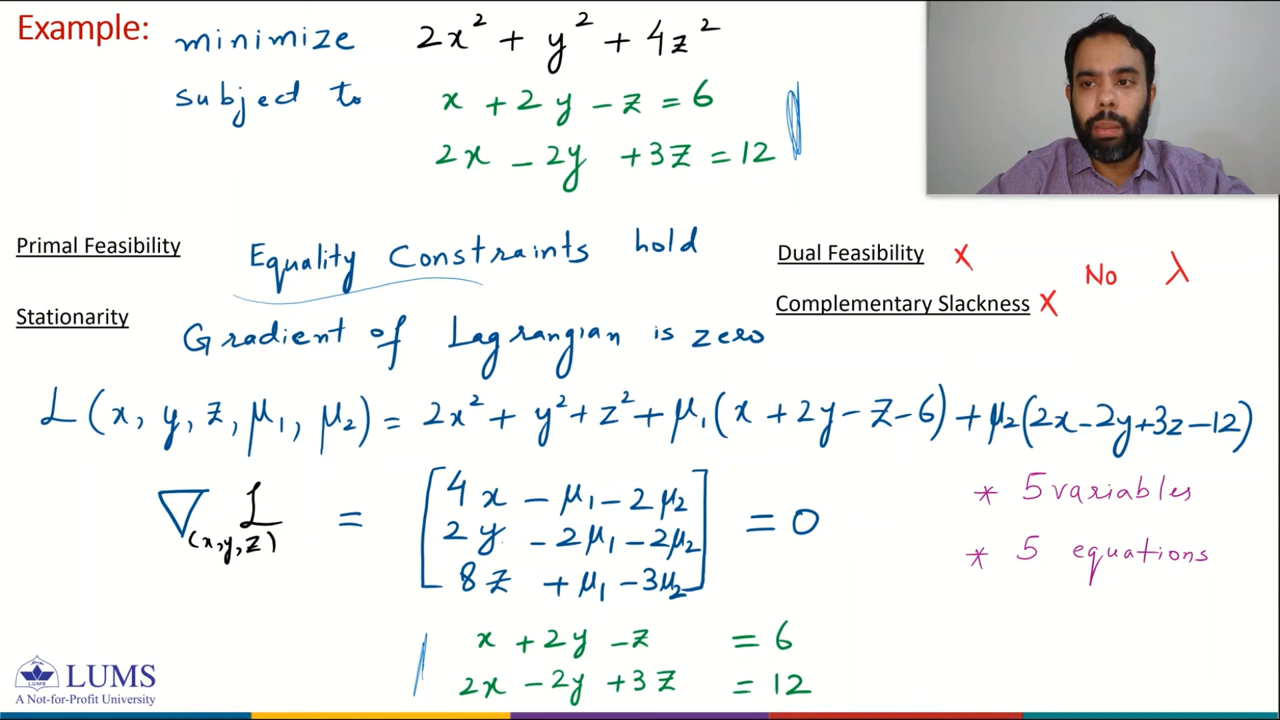 Example: minimize 2x² + y² + 4z²
subject to x + 2y - z = 6
2x - 2y + 3z = 12
Primal Feasibility Equality Constraints hold
Dual Feasibility x
No λ
Complementary Slackness x
Stationarity Gradient of Lagrangian is zero
L(x, y, z, μ₁, μ₂) = 2x² + y² + z² + μ₁(x + 2y - z - 6) + μ₂(2x - 2y + 3z - 12)
∇(x,y,z) L = [4x - μ₁ - 2μ₂
2y - 2μ₁ - 2μ₂
8z + μ₁ - 3μ₂] = 0
* 5 variables
* 5 equations
x + 2y - z = 6
2x - 2y + 3z = 12
LUMS
LUMS
A Not-for-Profit University